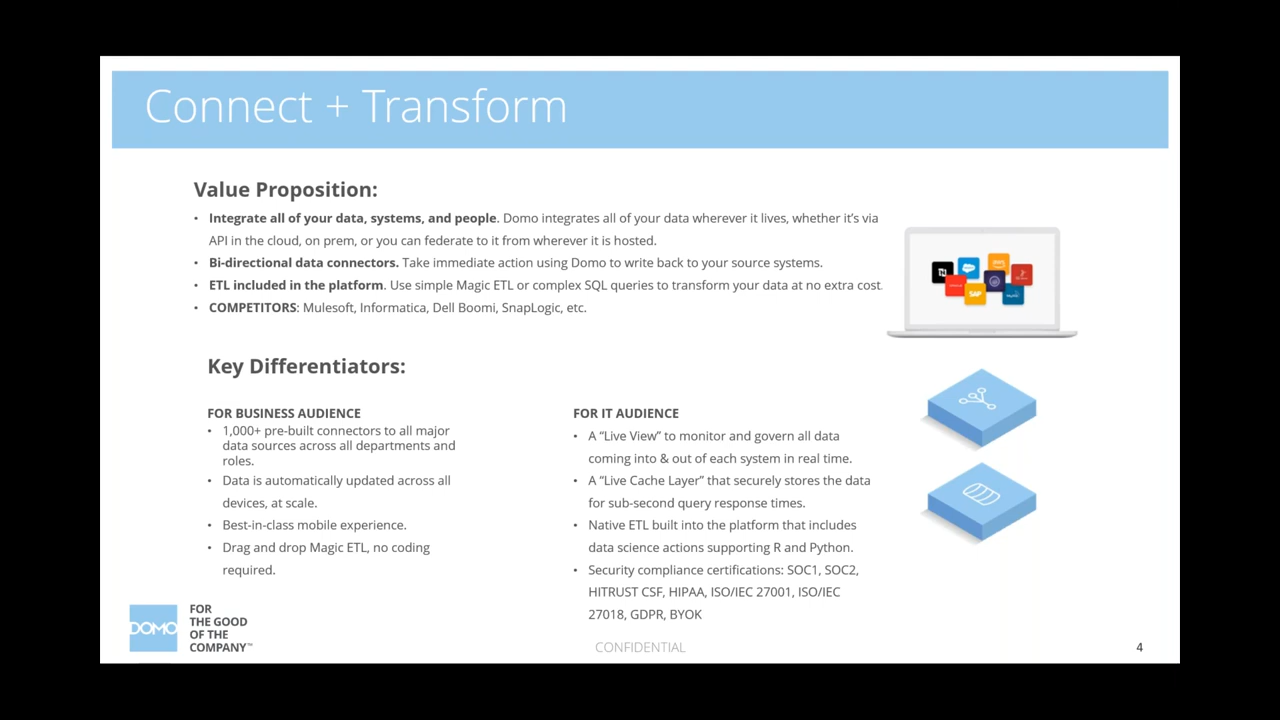 Connect + Transform
Value Proposition:
• Integrate all of your data, systems, and people. Domo integrates all of your data wherever it lives, whether it’s via
API in the cloud, on prem, or you can federate to it from wherever it is hosted.
• Bi-directional data connectors. Take immediate action using Domo to write back to your source systems.
• ETL included in the platform. Use simple Magic ETL or complex SQL queries to transform your data at no extra cost.
• COMPETITORS: Mulesoft, Informatica, Dell Boomi, SnapLogic, etc.
SAP
Key Differentiators:
FOR BUSINESS AUDIENCE
• 1,000+ pre-built connectors to all major
data sources across all departments and
roles.
• Data is automatically updated across all
devices, at scale.
• Best-in-class mobile experience.
• Drag and drop Magic ETL, no coding
required.
FOR IT AUDIENCE
• A “Live View” to monitor and govern all data
coming into & out of each system in real time.
• A “Live Cache Layer” that securely stores the data
for sub-second query response times.
• Native ETL built into the platform that includes
data science actions supporting R and Python.
• Security compliance certifications: SOC1, SOC2,
HITRUST CSF, HIPAA, ISO/IEC 27001, ISO/IEC
27018, GDPR, BYOK
DOMO
FOR
THE GOOD
OF THE
COMPANY™
CONFIDENTIAL
4